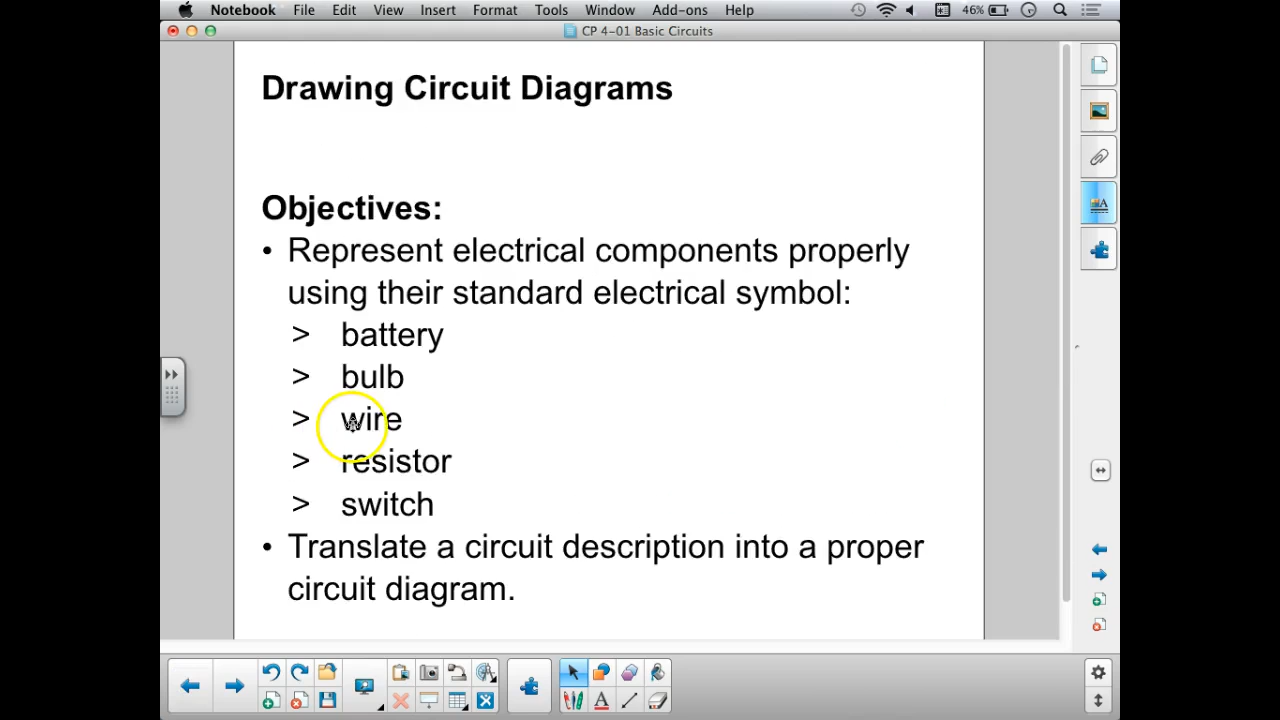 Notebook File Edit View Insert Format Tools Window Add-ons Help 46%
CP 4-01 Basic Circuits
Drawing Circuit Diagrams
Objectives:
• Represent electrical components properly
using their standard electrical symbol:
> battery
> bulb
> wire
> resistor
> switch
• Translate a circuit description into a proper
circuit diagram.